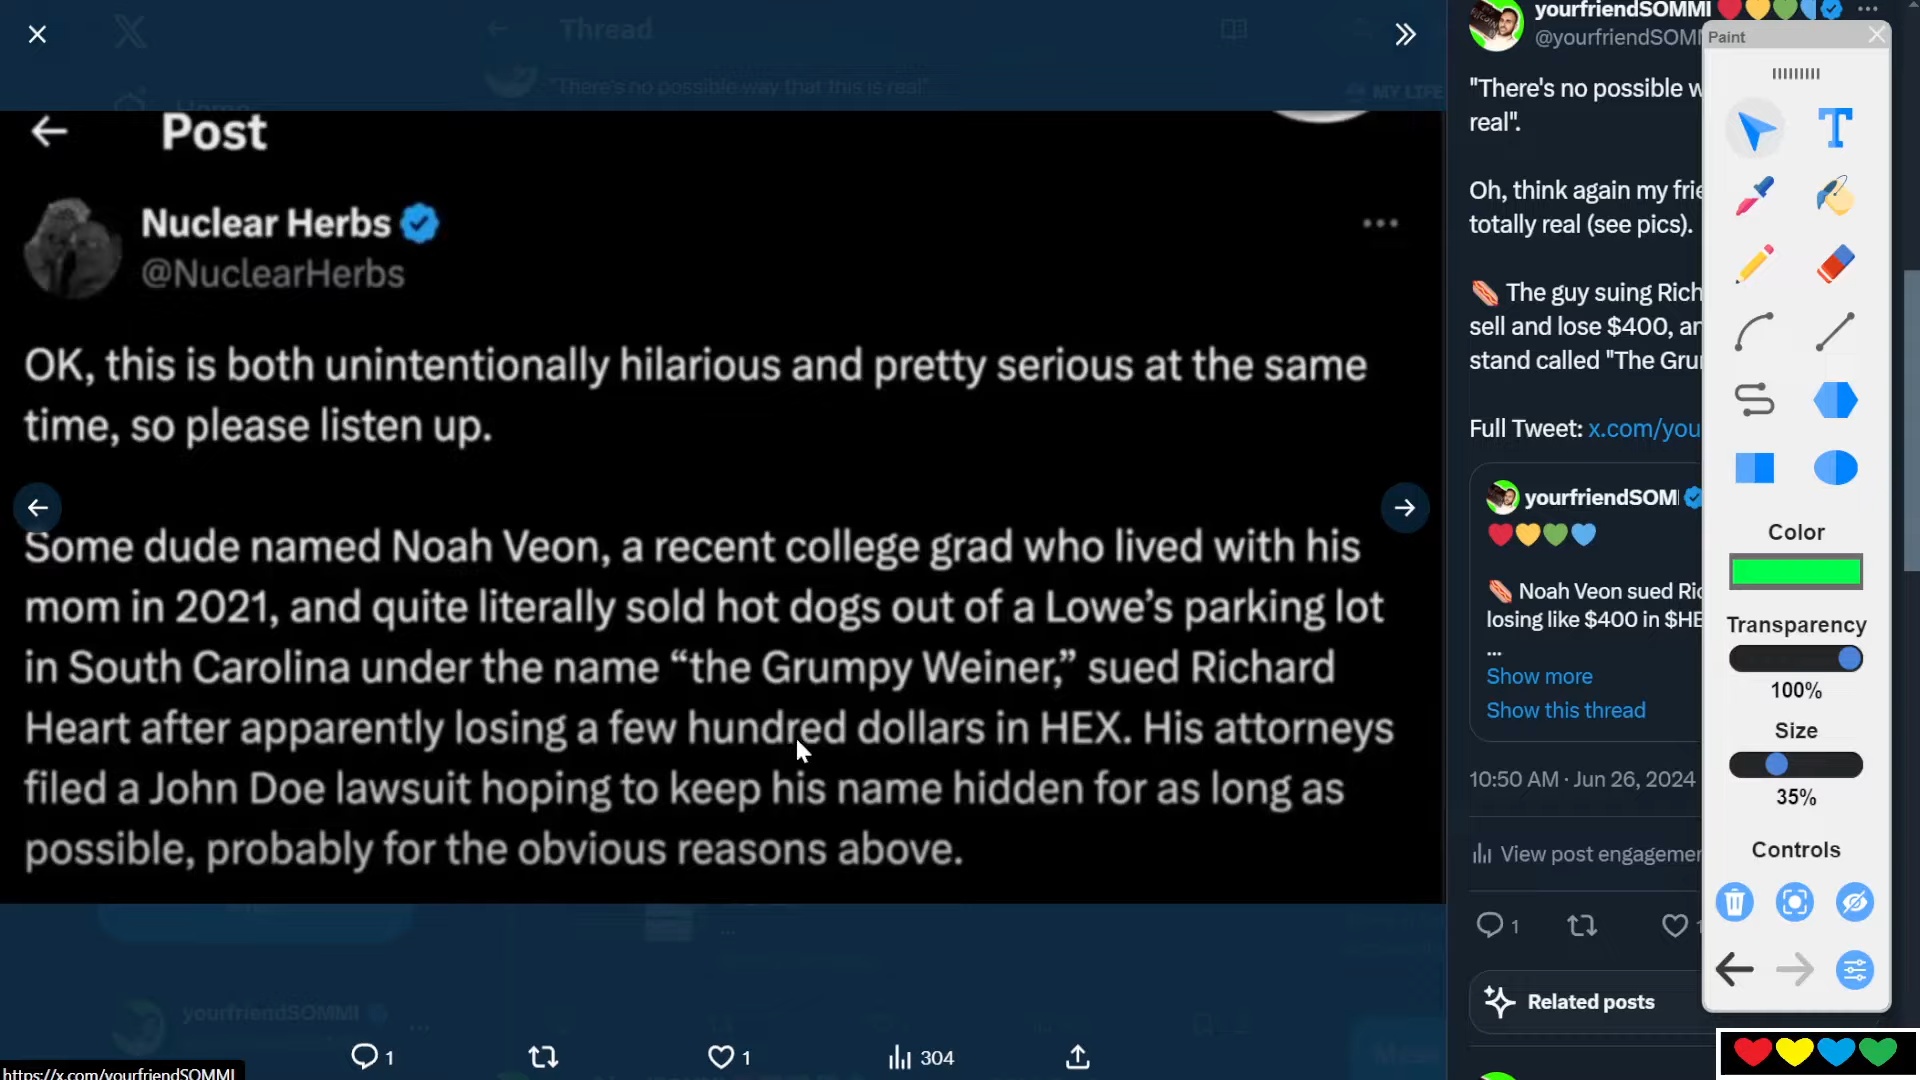 Thread
"There's no possible way that this is real"
Home
MY LIFE
Post
Nuclear Herbs
@NuclearHerbs
OK, this is both unintentionally hilarious and pretty serious at the same
time, so please listen up.
Some dude named Noah Veon, a recent college grad who lived with his
mom in 2021, and quite literally sold hot dogs out of a Lowe's parking lot
in South Carolina under the name “the Grumpy Weiner,” sued Richard
Heart after apparently losing a few hundred dollars in HEX. His attorneys
filed a John Doe lawsuit hoping to keep his name hidden for as long as
possible, probably for the obvious reasons above.
yourfriendSOMMI
1
1
304
https://x.com/yourfriendSOMMI
yourfriendSOMMI
@yourfriendSOM
"There's no possible w
real".
Oh, think again my frie
totally real (see pics).
The guy suing Rich
sell and lose $400, an
stand called "The Gru
Full Tweet: x.com/you
yourfriendSOM
Noah Veon sued Ric
losing like $400 in $HE
...
Show more
Show this thread
10:50 AM · Jun 26, 2024
View post engagemen
1
1
Related posts
Paint
T
Color
Transparency
100%
Size
35%
Controls